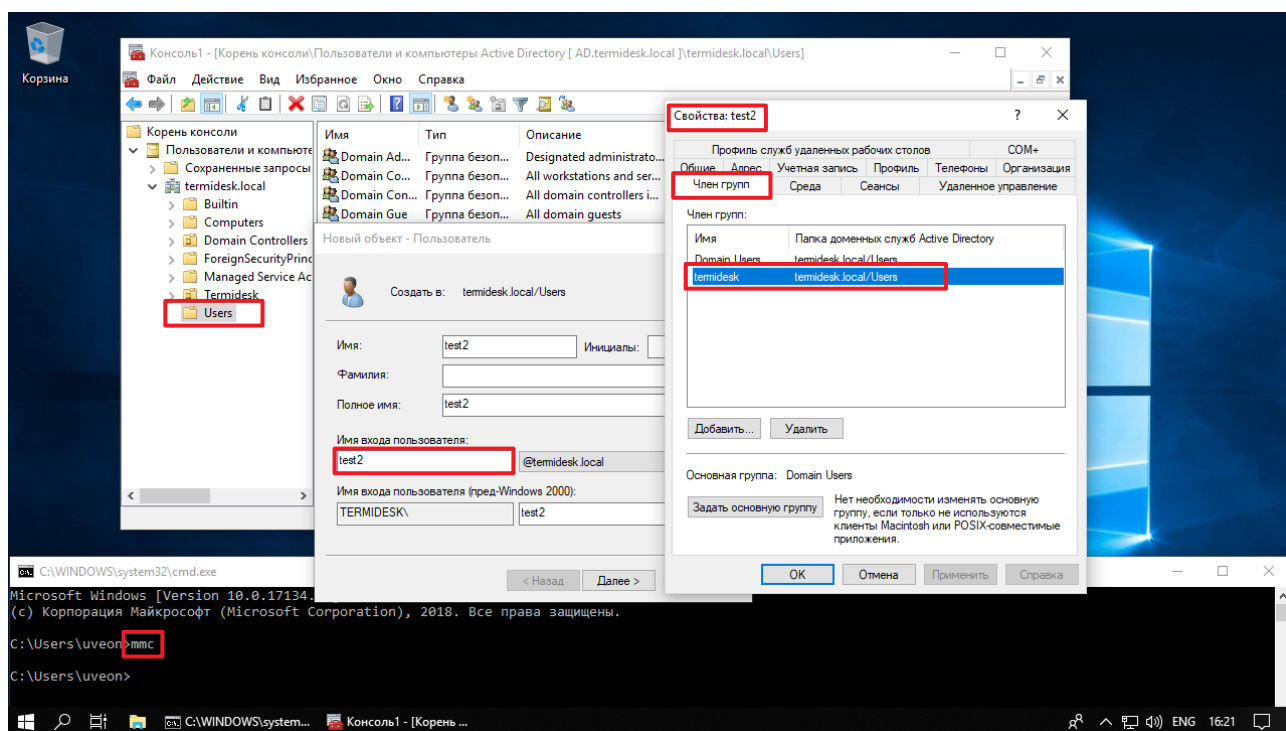 Корзина
Консоль1 - [Корень консоли\Пользователи и компьютеры Active Directory [ AD.termidesk.local ]\termidesk.local\Users]
Файл Действие Вид Избранное Окно Справка
Корень консоли
Пользователи и компьюте
Сохраненные запросы
termidesk.local
Builtin
Computers
Domain Controllers
ForeignSecurityPrinc
Managed Service Ac
Termidesk
Users
Имя Тип Описание
Domain Ad... Группа безоп... Designated administrato...
Domain Co... Группа безоп... All workstations and ser...
Domain Con... Группа безоп... All domain controllers i...
Domain Gue Группа безоп... All domain guests
Новый объект - Пользователь
Создать в: termidesk.local/Users
Имя: test2 Инициалы:
Фамилия:
Полное имя: test2
Имя входа пользователя:
test2 @termidesk.local
Имя входа пользователя (пред-Windows 2000):
TERMIDESK\ test2
< Назад Далее >
Свойства: test2 ?
Профиль служб удаленных рабочих столов COM+
Общие Адрес Учетная запись Профиль Телефоны Организация
Член групп Среда Сеансы Удаленное управление
Член групп:
Имя Папка доменных служб Active Directory
Domain Users termidesk.local/Users
termidesk termidesk.local/Users
Добавить... Удалить
Основная группа: Domain Users
Задать основную группу
Нет необходимости изменять основную
группу, если только не используются
клиенты Macintosh или POSIX-совместимые
приложения.
OK Отмена Применить Справка
C:\WINDOWS\system32\cmd.exe
Microsoft Windows [Version 10.0.17134.
(c) Корпорация Майкрософт (Microsoft Corporation), 2018. Все права защищены.
C:\Users\uveon>mmc
C:\Users\uveon>
C:\WINDOWS\system... Консоль1 - [Корень ... ENG 16:21